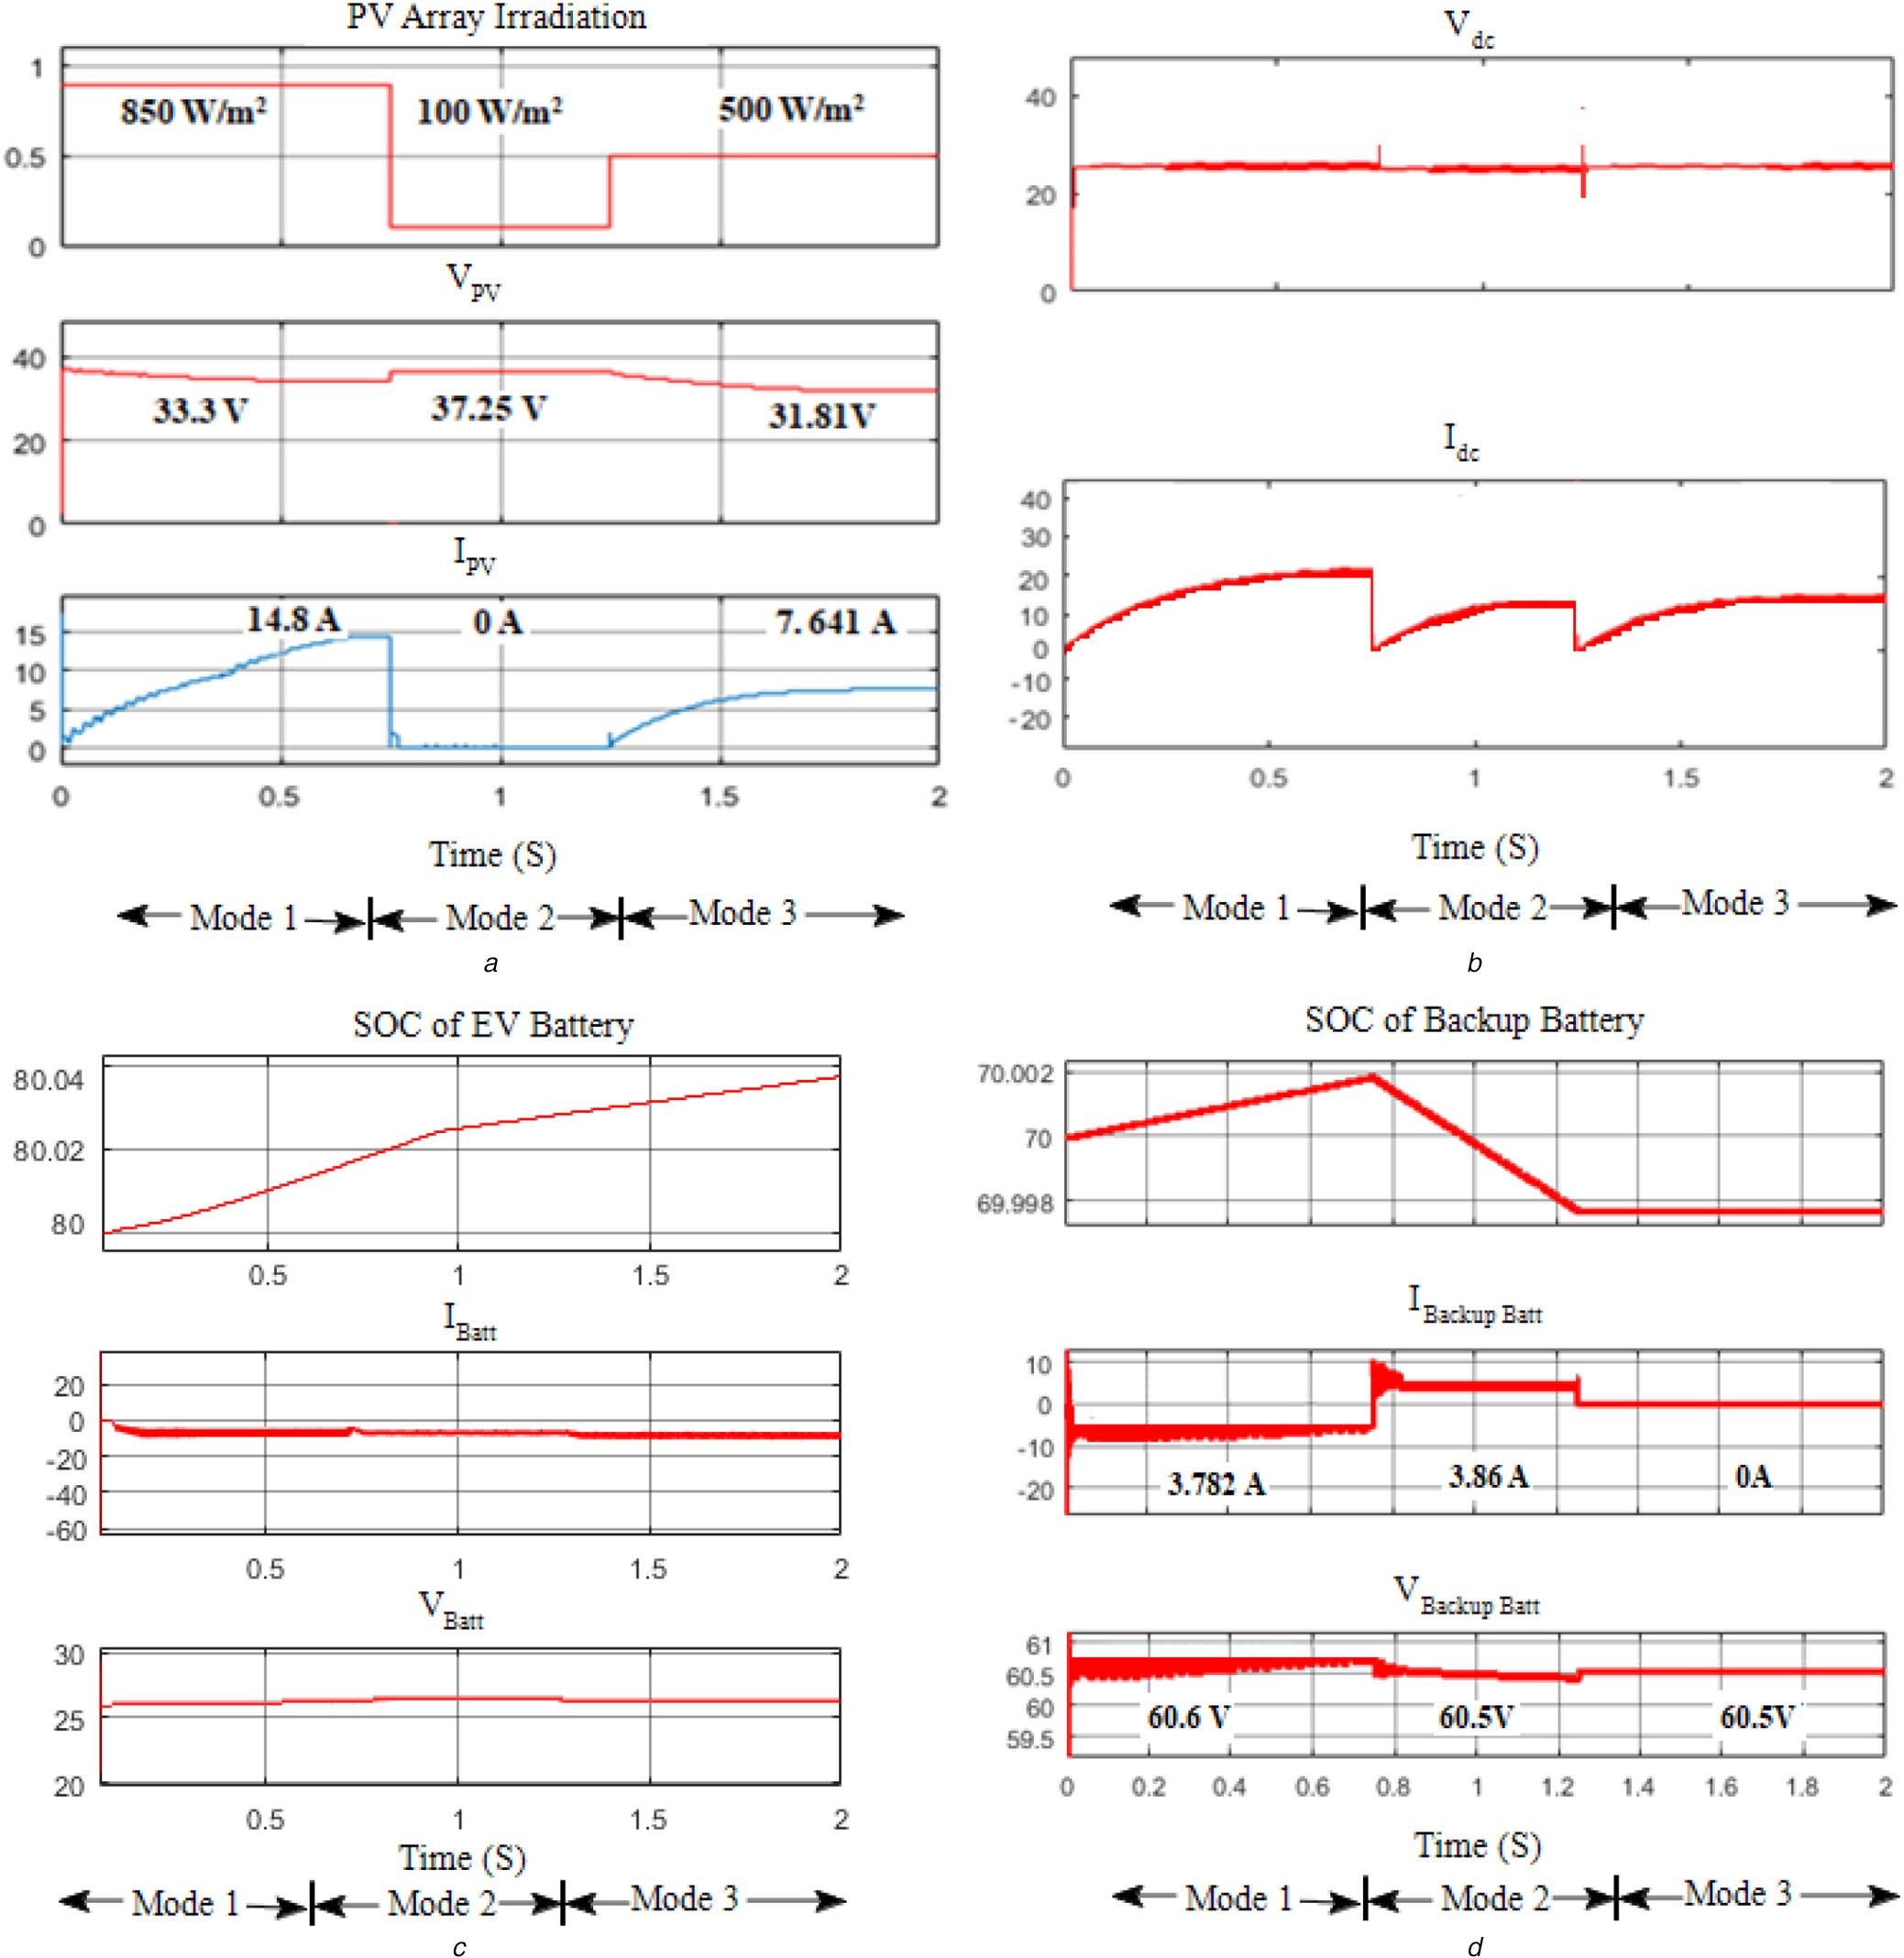 PV Array Irradiation
1
0.5
0
850 W/m²
100 W/m²
500 W/m²
V_PV
40
20
0
33.3 V
37.25 V
31.81V
I_PV
15
10
5
0
14.8 A
0 A
7.641 A
0 0.5 1 1.5 2
Time (S)
Mode 1 Mode 2 Mode 3
a
V_dc
40
20
0
I_dc
40
30
20
10
0
-10
-20
0 0.5 1 1.5 2
Time (S)
Mode 1 Mode 2 Mode 3
b
SOC of EV Battery
80.04
80.02
80
0.5 1 1.5 2
I_Batt
20
0
-20
-40
-60
0.5 1 1.5 2
V_Batt
30
25
20
0.5 1 1.5 2
Time (S)
Mode 1 Mode 2 Mode 3
c
SOC of Backup Battery
70.002
70
69.998
I_Backup Batt
10
0
-10
-20
3.782 A
3.86 A
0A
V_Backup Batt
61
60.5
60
59.5
60.6 V
60.5V
60.5V
0 0.2 0.4 0.6 0.8 1 1.2 1.4 1.6 1.8 2
Time (S)
Mode 1 Mode 2 Mode 3
d